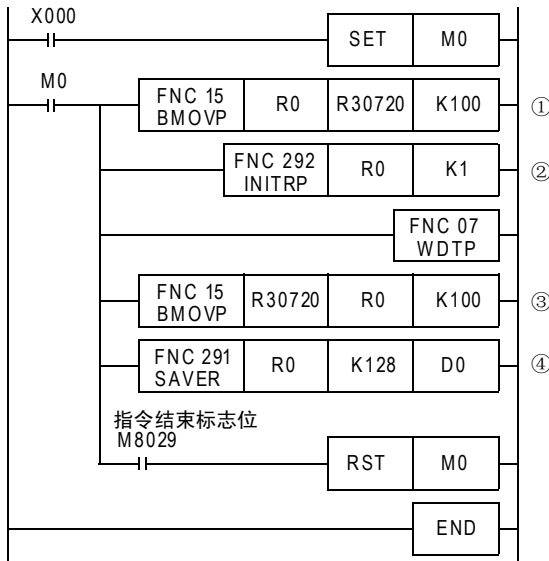 X000
SET M0
M0
FNC 15 BMOVP R0 R30720 K100 ①
FNC 292 INITRP R0 K1 ②
FNC 07 WDTP
FNC 15 BMOVP R30720 R0 K100 ③
FNC 291 SAVER R0 K128 D0 ④
指令结束标志位
M8029
RST M0
END